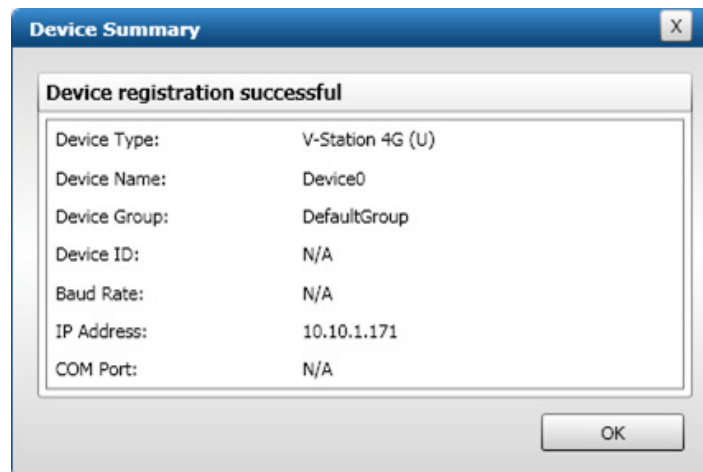 Device Summary
X
Device registration successful
Device Type: V-Station 4G (U)
Device Name: Device0
Device Group: DefaultGroup
Device ID: N/A
Baud Rate: N/A
IP Address: 10.10.1.171
COM Port: N/A
OK